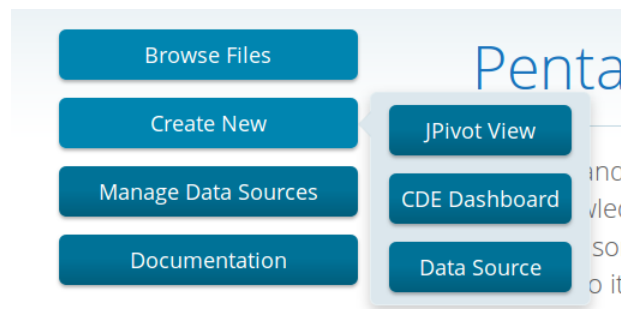 Browse Files
Penta
Create New
JPivot View
Manage Data Sources
CDE Dashboard
Documentation
Data Source